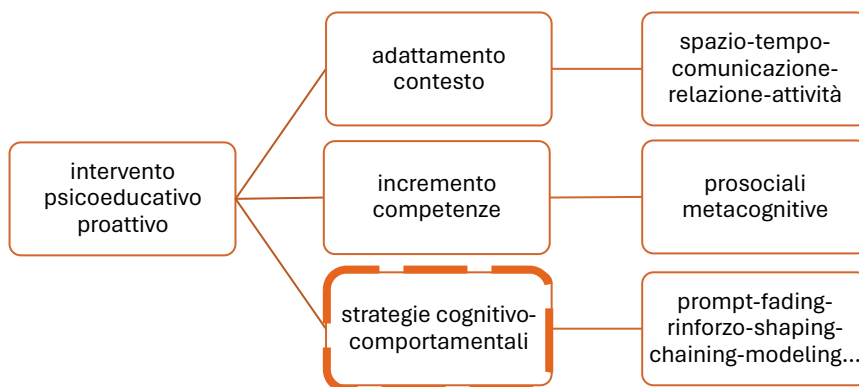 intervento
psicoeducativo
proattivo
adattamento
contesto
spazio-tempo-
comunicazione-
relazione-attività
incremento
competenze
prosociali
metacognitive
strategie cognitivo-
comportamentali
prompt-fading-
rinforzo-shaping-
chaining-modeling...